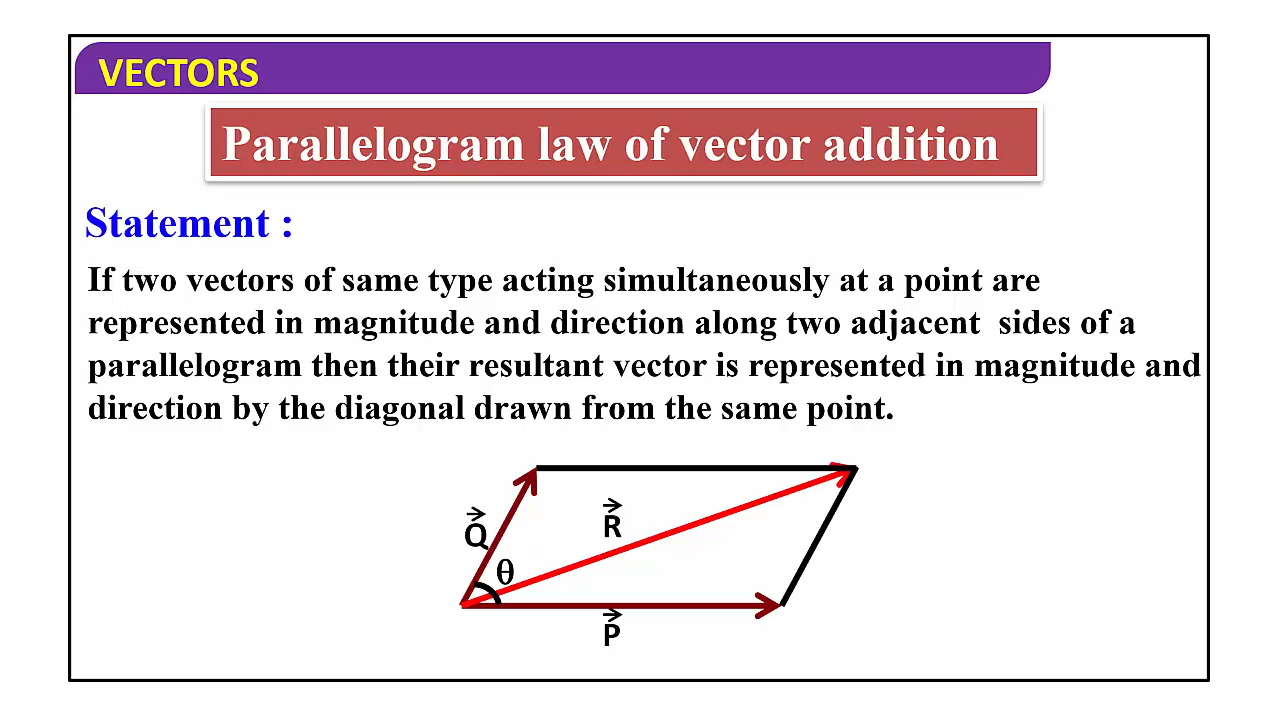 VECTORS
Parallelogram law of vector addition
Statement :
If two vectors of same type acting simultaneously at a point are
represented in magnitude and direction along two adjacent sides of a
parallelogram then their resultant vector is represented in magnitude and
direction by the diagonal drawn from the same point.
Q⃗
R⃗
θ
P⃗